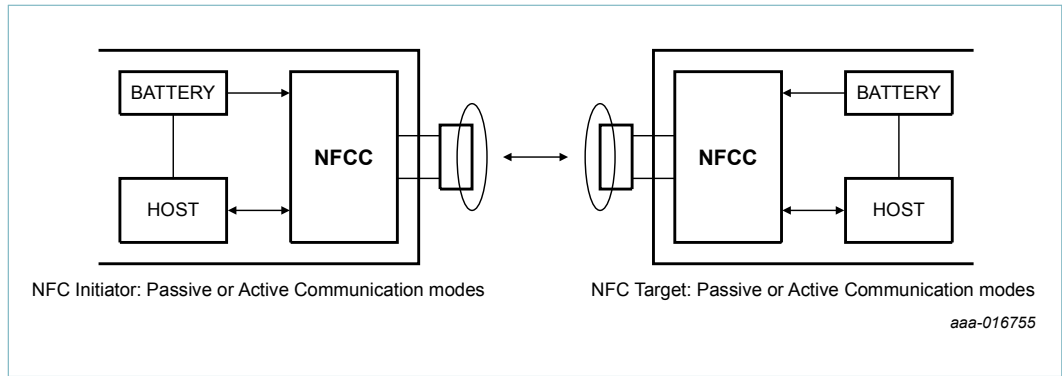 BATTERY
NFCC
HOST
BATTERY
NFCC
HOST
NFC Initiator: Passive or Active Communication modes
NFC Target: Passive or Active Communication modes
aaa-016755